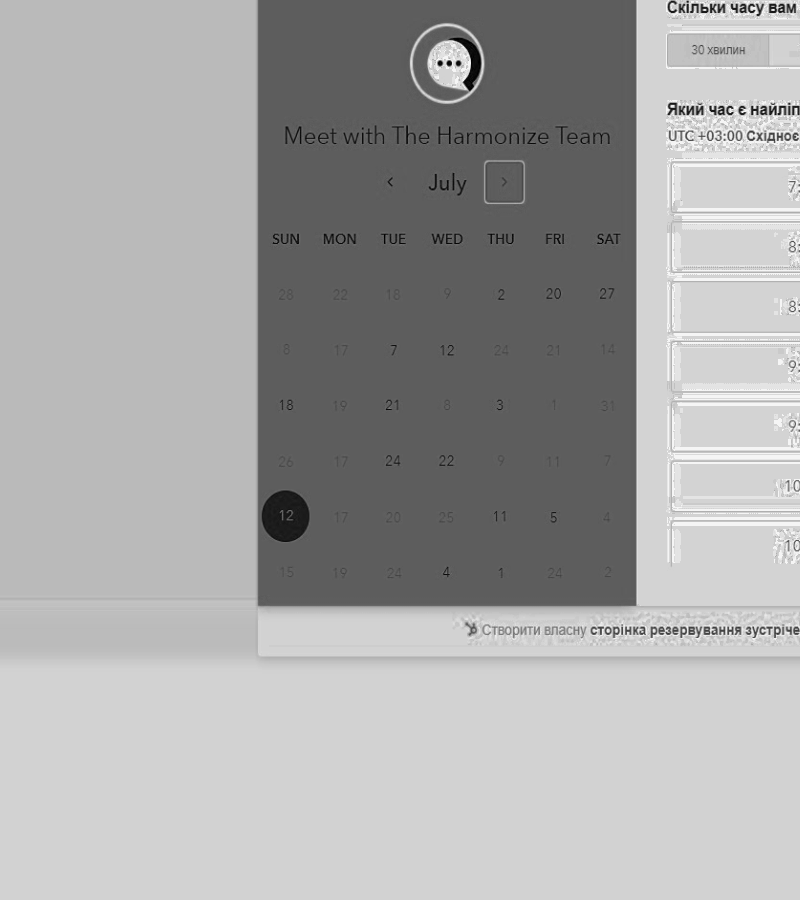 Meet with The Harmonize Team
July
SUN MON TUE WED THU FRI SAT
28 22 18 9 2 20 27
8 17 7 12 24 21 14
18 19 21 8 3 1 31
26 17 24 22 9 11 7
12 17 20 25 11 5 4
15 19 24 4 1 24 2
Скільки часу вам
30 хвилин
Який час є найліп
UTC +03:00 Східноє
7:
8:
8:
9:
9:
10
10
Створити власну сторінка резервування зустріче